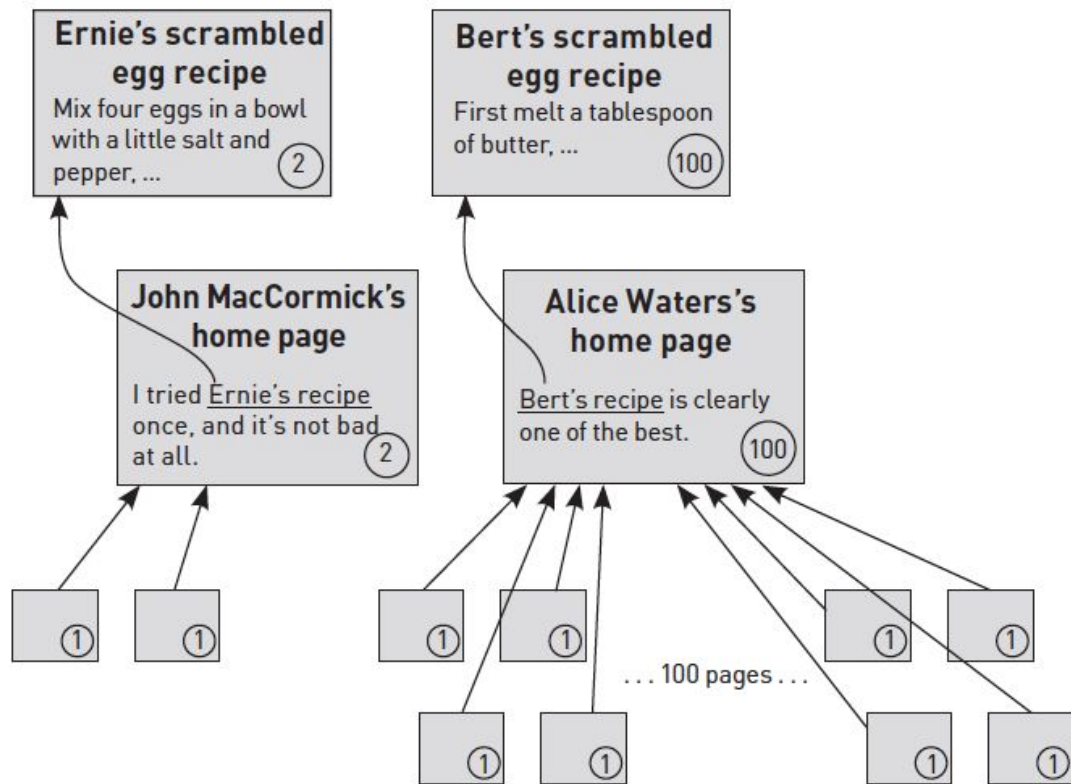 Ernie's scrambled
egg recipe
Mix four eggs in a bowl
with a little salt and
pepper, ...
2
Bert's scrambled
egg recipe
First melt a tablespoon
of butter, ...
100
John MacCormick's
home page
I tried Ernie's recipe
once, and it's not bad
at all.
2
Alice Waters's
home page
Bert's recipe is clearly
one of the best.
100
1
1
1
1
1
1
... 100 pages ...
1
1
1
1